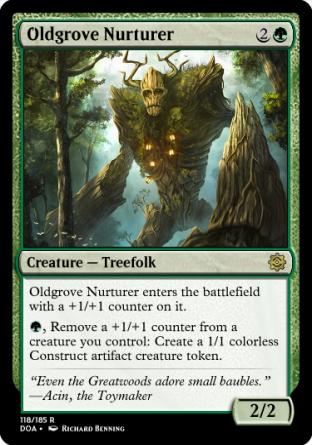 Oldgrove Nurturer 2
Creature — Treefolk
Oldgrove Nurturer enters the battlefield
with a +1/+1 counter on it.
, Remove a +1/+1 counter from a
creature you control: Create a 1/1 colorless
Construct artifact creature token.
“Even the Greatwoods adore small baubles.”
—Acin, the Toymaker
2/2
118/185 R
DOA • Richard Benning